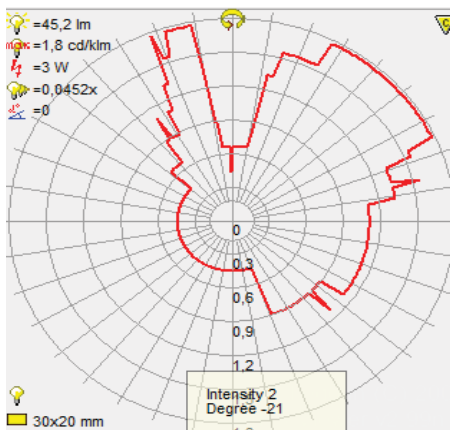 =45,2 lm
max =1,8 cd/klm
=3 W
=0,0452x
=0
C
0
0,3
0,6
0,9
1,2
Intensity 2
Degree -21
30x20 mm